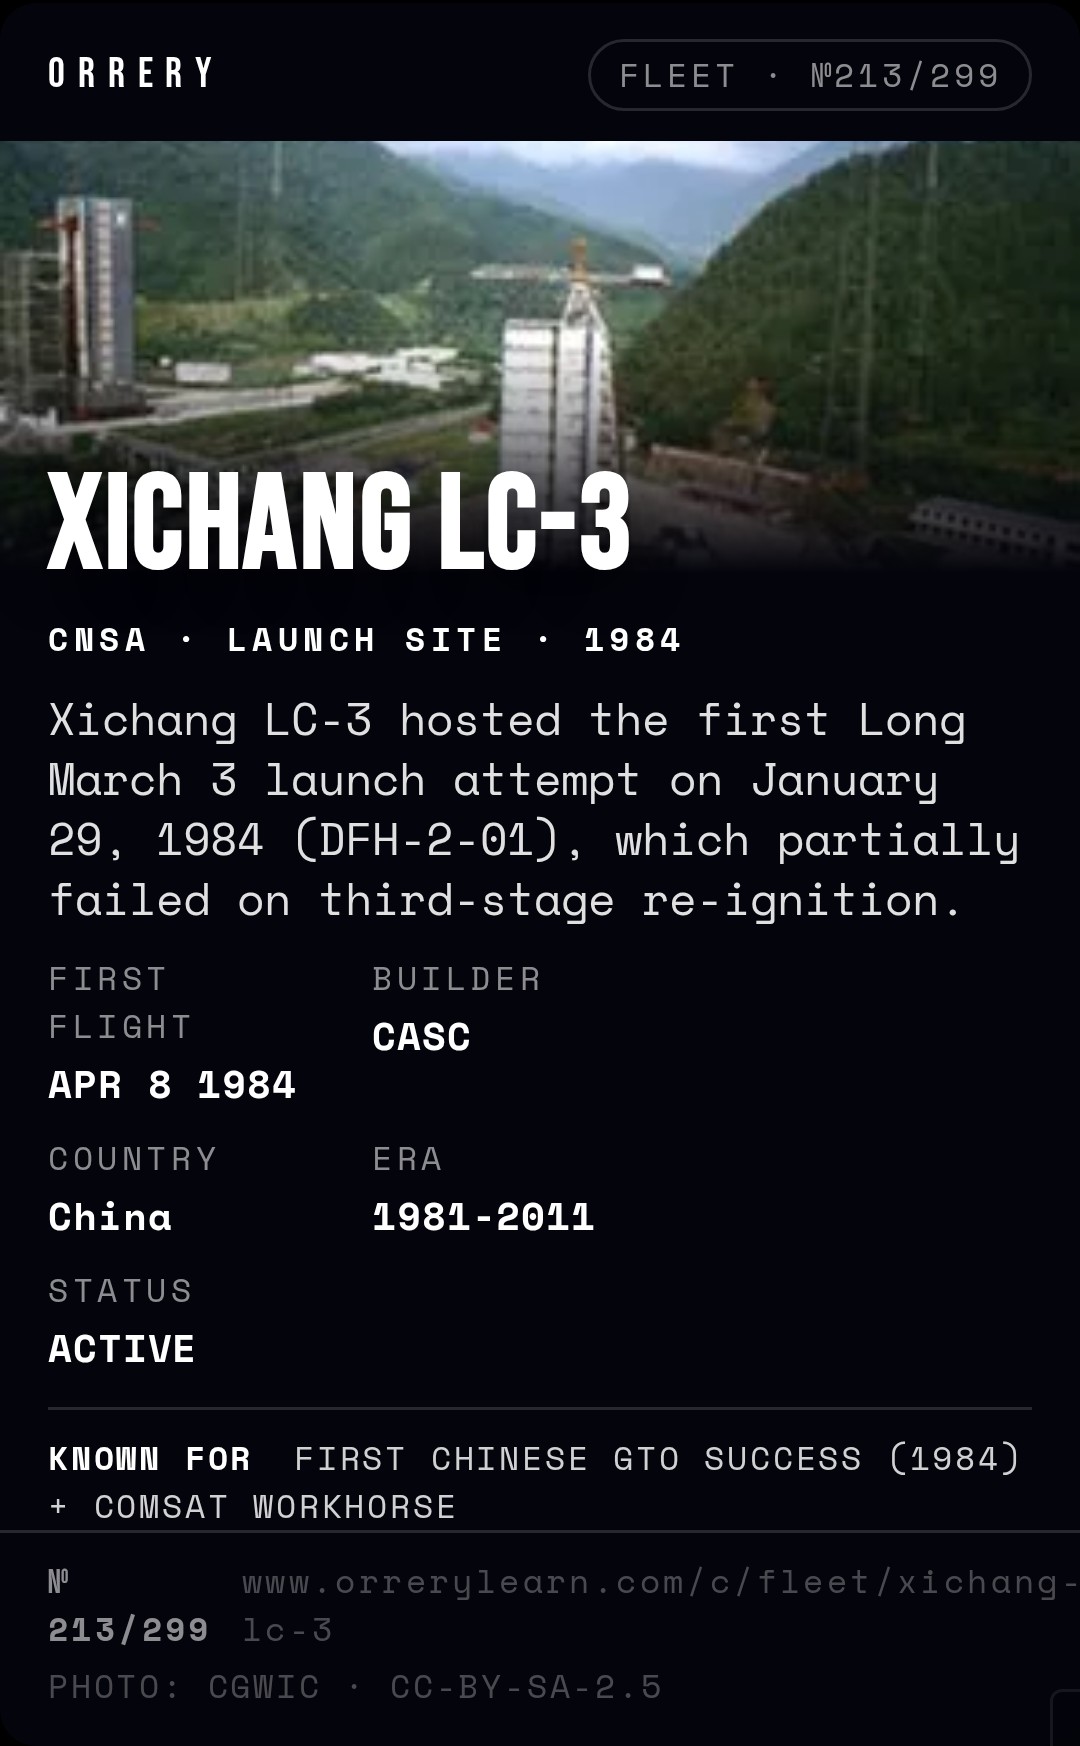 ORRERY
FLEET · №213/299
XICHANG LC-3
CNSA · LAUNCH SITE · 1984
Xichang LC-3 hosted the first Long
March 3 launch attempt on January
29, 1984 (DFH-2-01), which partially
failed on third-stage re-ignition.
FIRST
FLIGHT
APR 8 1984
BUILDER
CASC
COUNTRY
China
ERA
1981-2011
STATUS
ACTIVE
KNOWN FOR FIRST CHINESE GTO SUCCESS (1984)
+ COMSAT WORKHORSE
№
213/299
www.orrerylearn.com/c/fleet/xichang-
lc-3
PHOTO: CGWIC · CC-BY-SA-2.5